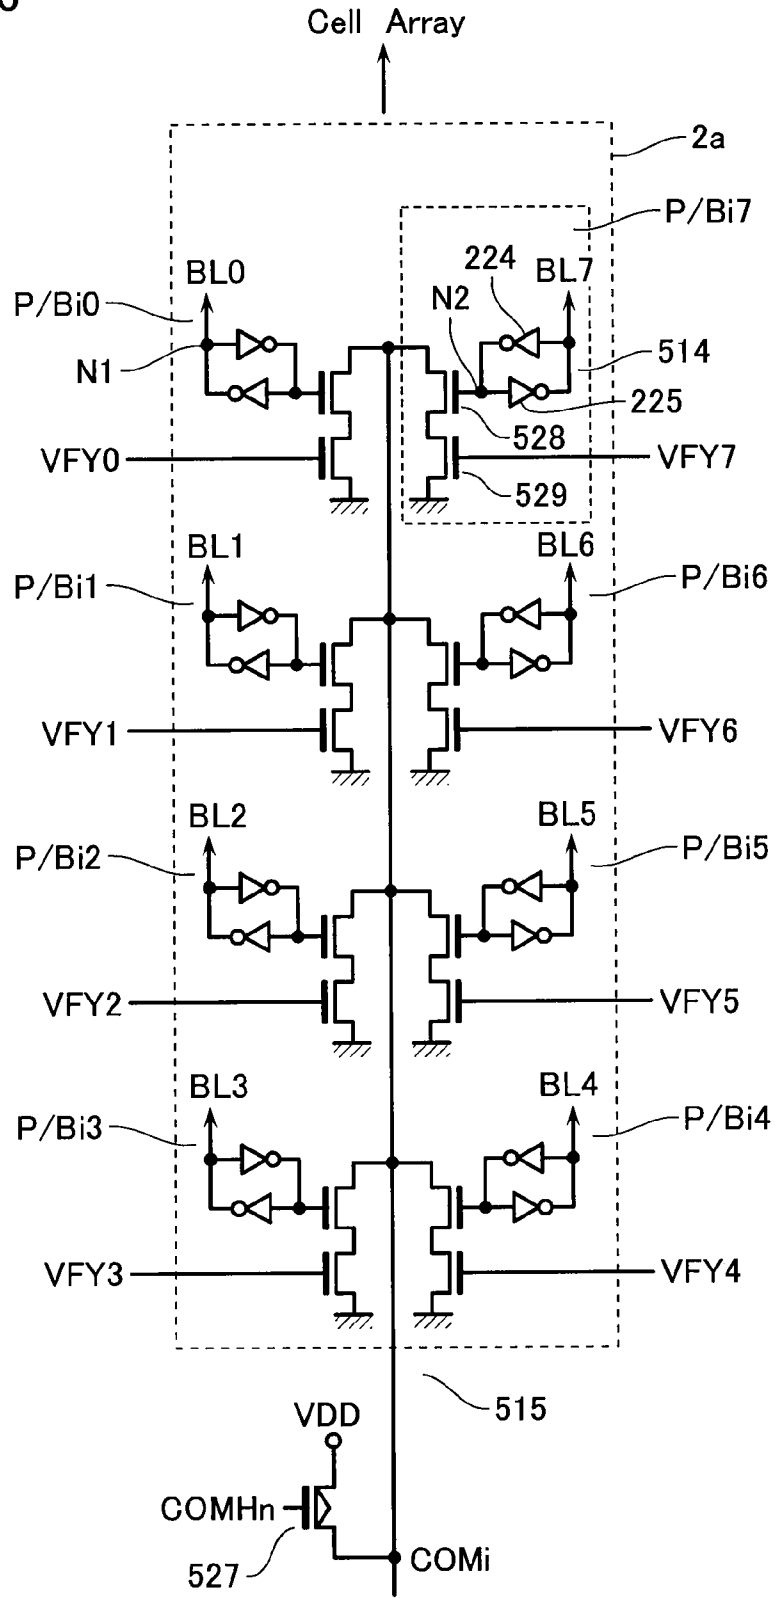 Cell Array
2a
P/Bi7
224
BL0
BL7
P/Bi0
N2
N1
514
225
528
VFY0
VFY7
529
BL1
BL6
P/Bi1
P/Bi6
VFY1
VFY6
BL2
BL5
P/Bi2
P/Bi5
VFY2
VFY5
BL3
BL4
P/Bi3
P/Bi4
VFY3
VFY4
515
VDD
COMHn
527
COMi